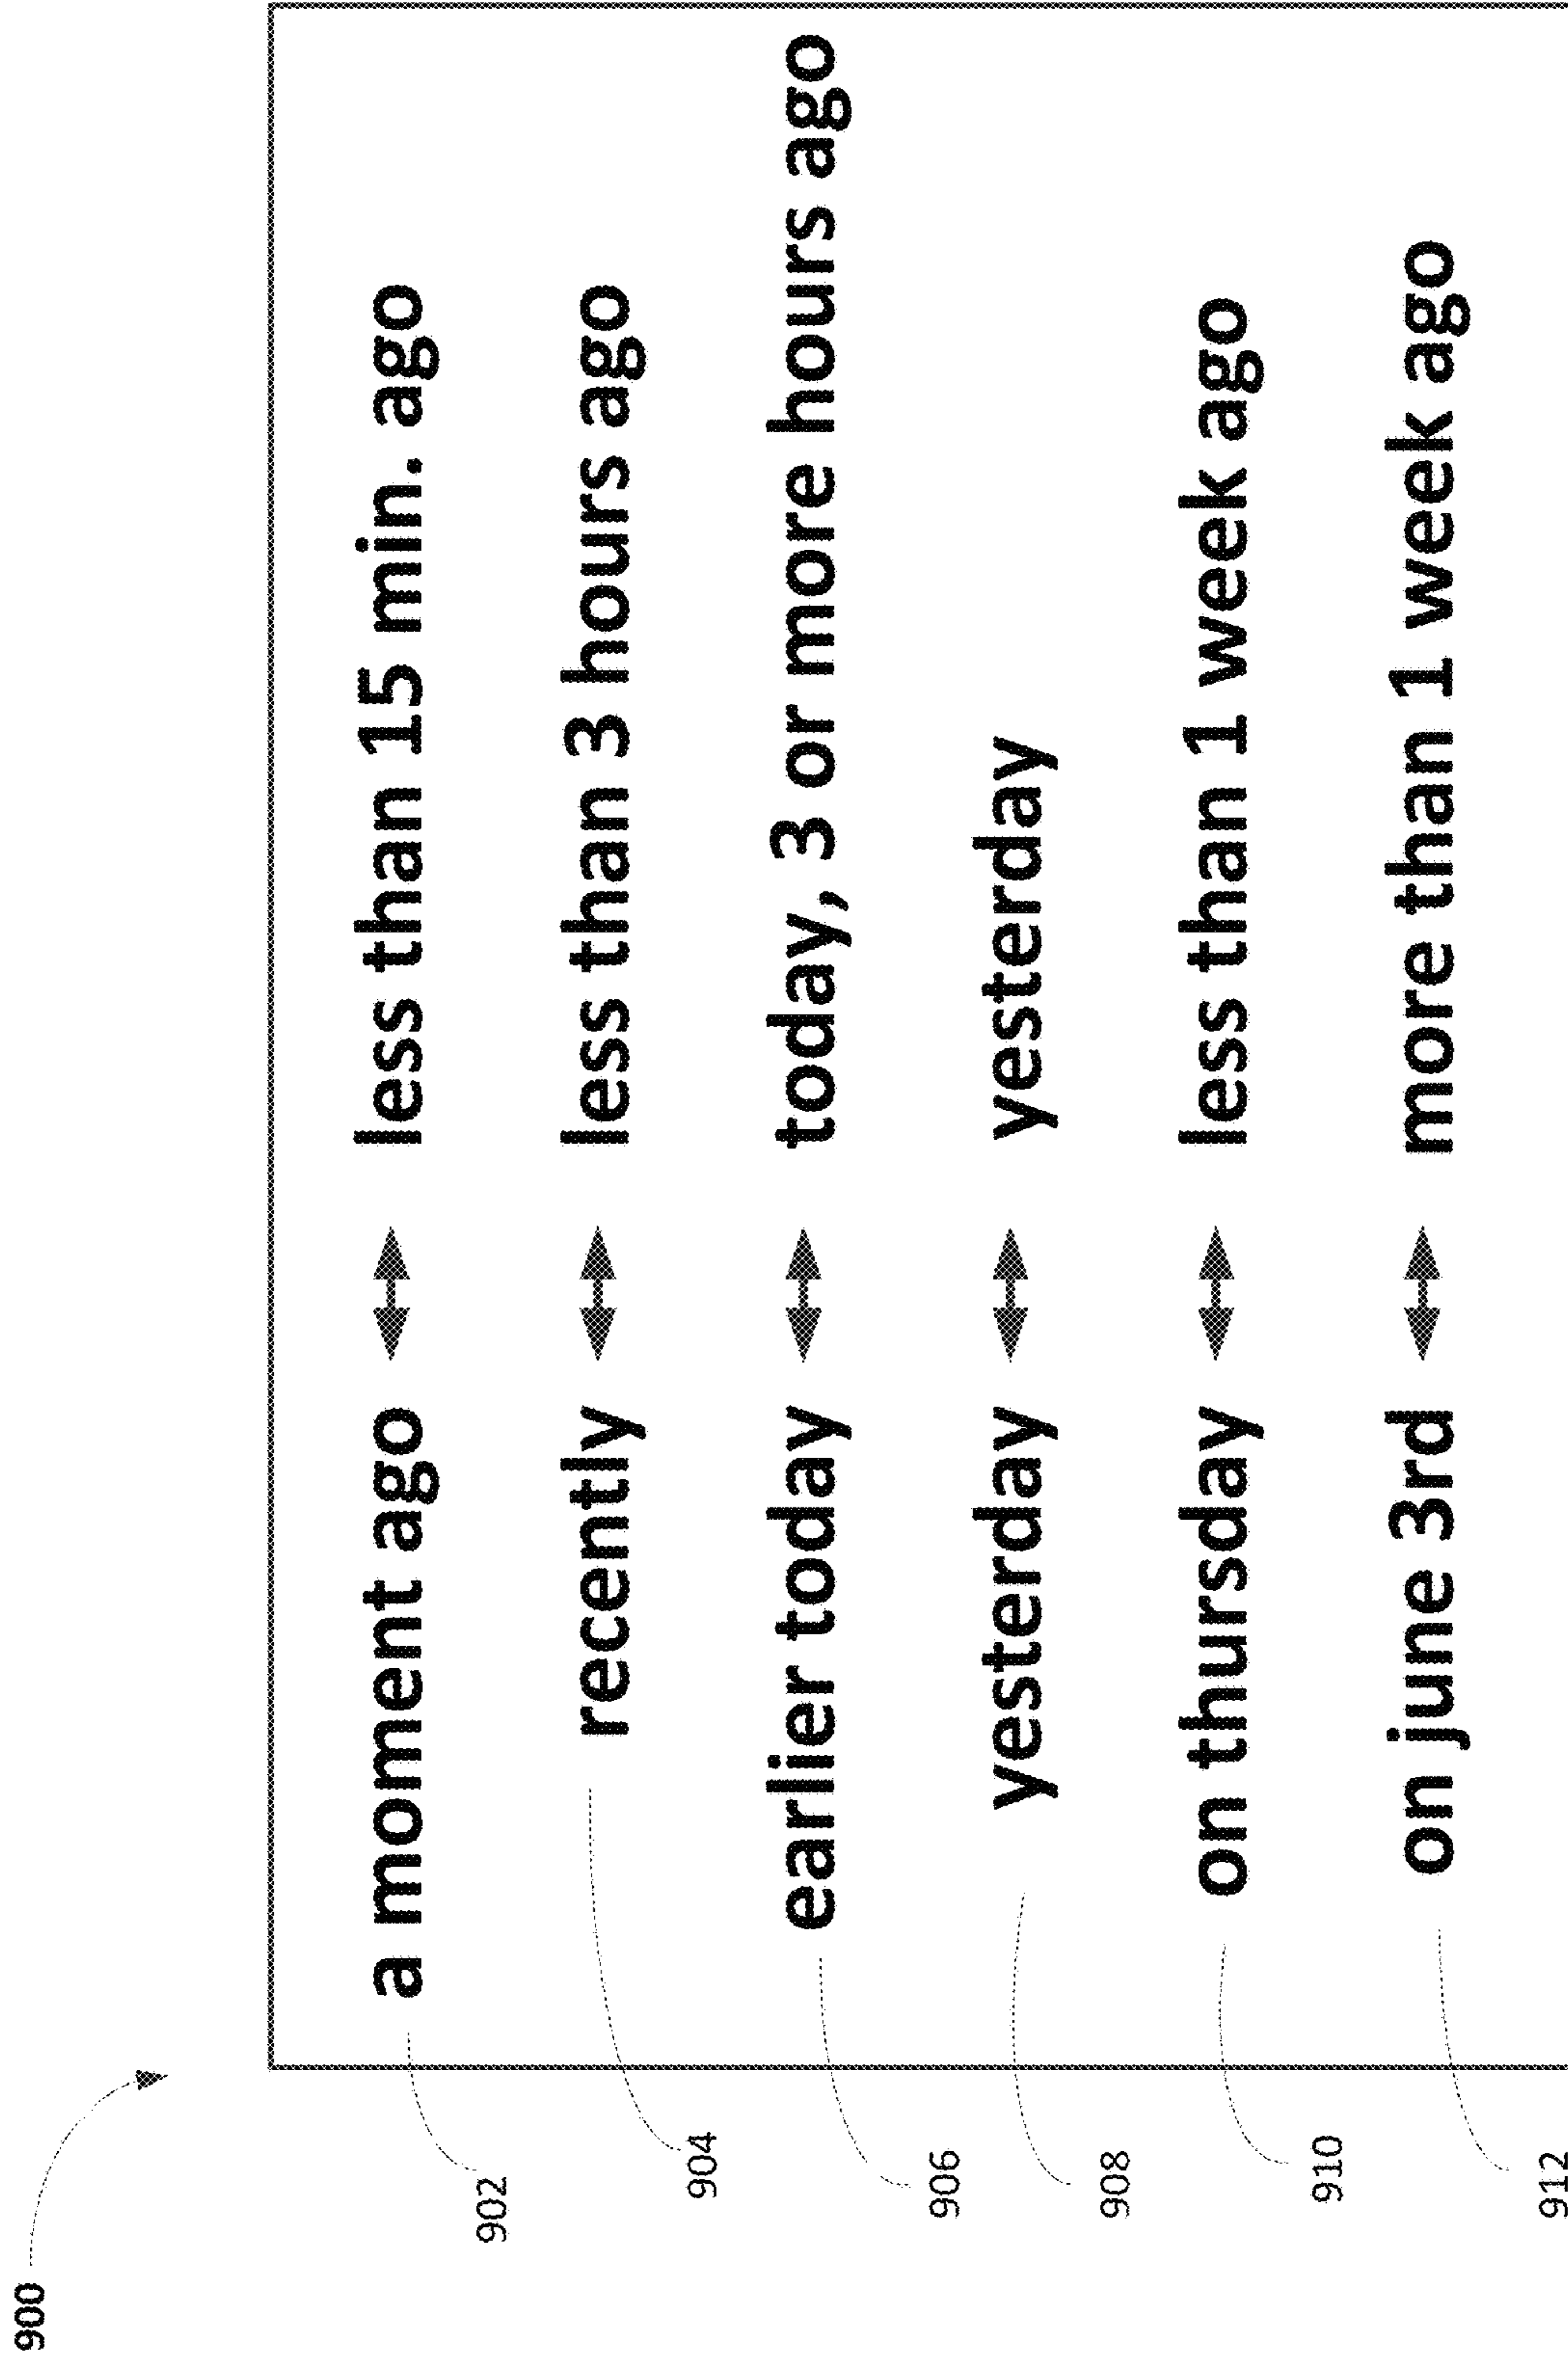 900
902 a moment ago less than 15 min. ago
904 recently less than 3 hours ago
906 earlier today today, 3 or more hours ago
908 yesterday yesterday
910 on thursday less than 1 week ago
912 on june 3rd more than 1 week ago